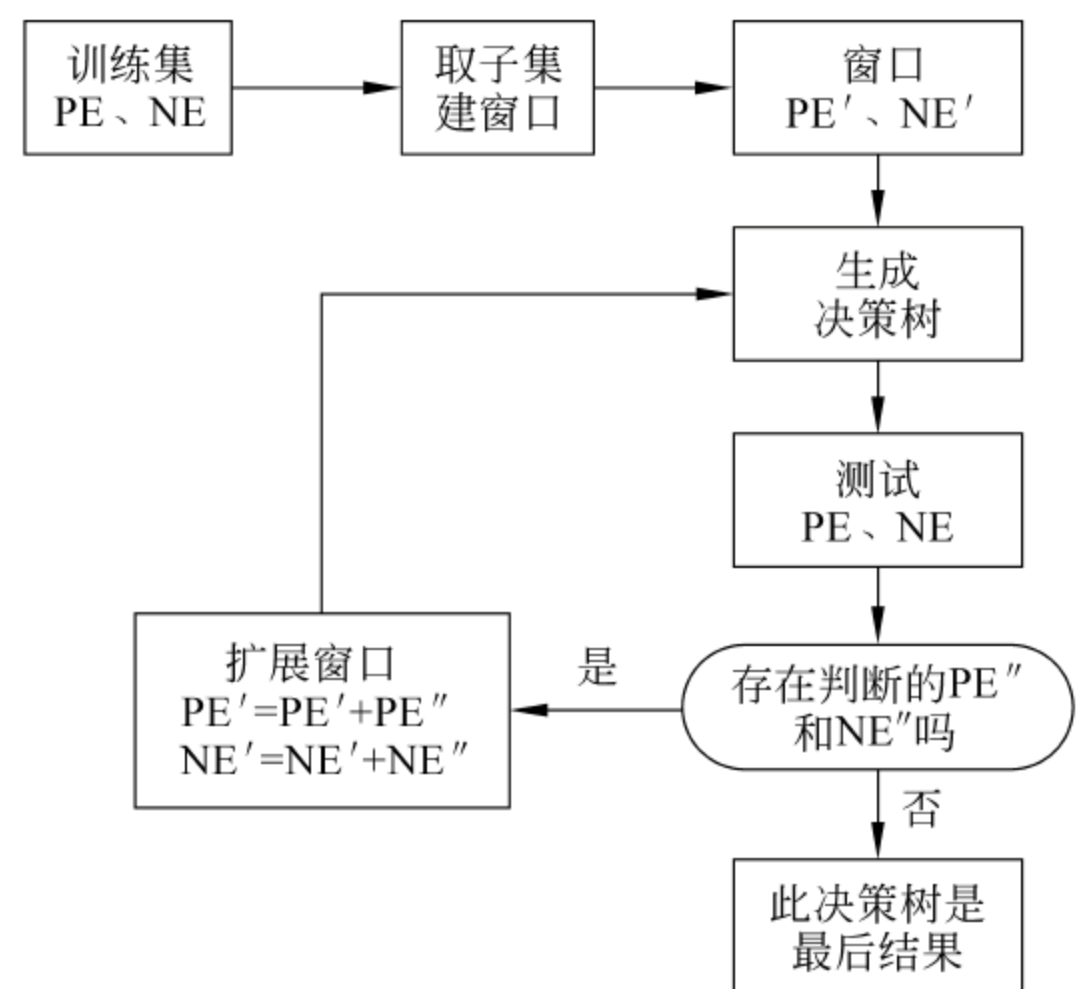 训练集
PE、NE
取子集
建窗口
窗口
PE′、NE′
生成
决策树
测试
PE、NE
存在判断的PE″
和NE″吗
是
扩展窗口
PE′=PE′+PE″
NE′=NE′+NE″
否
此决策树是
最后结果